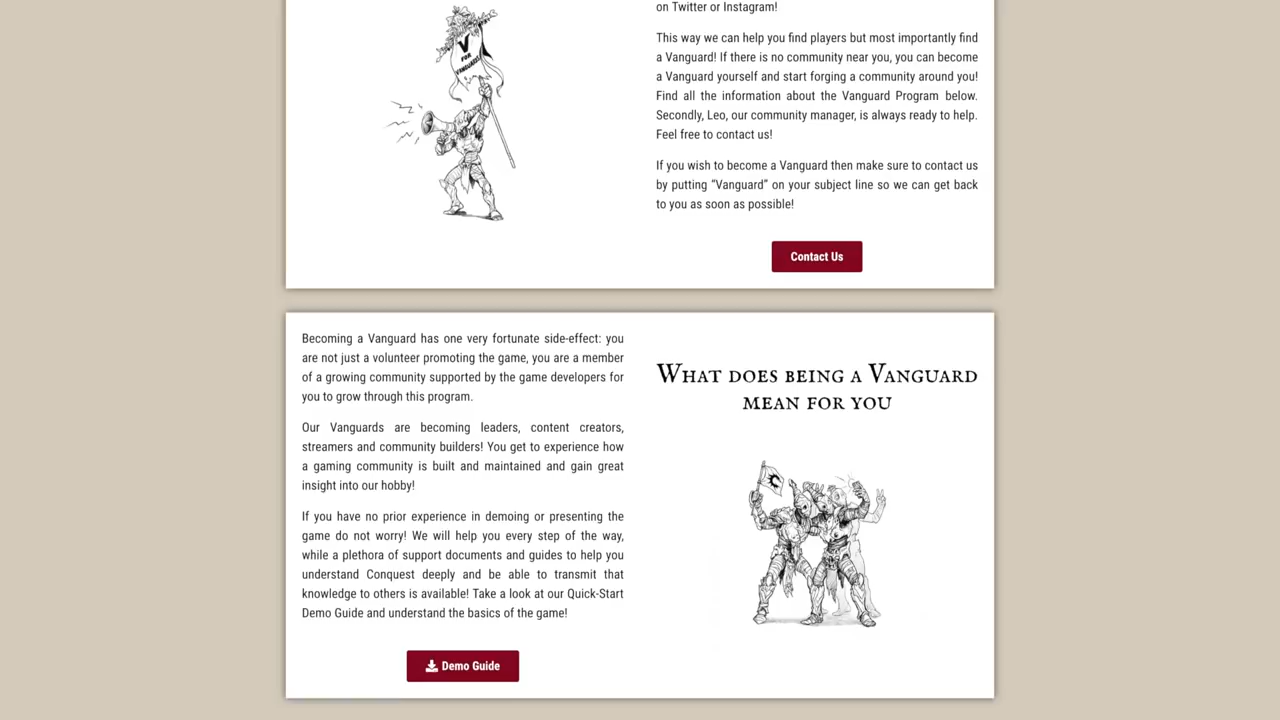 on Twitter or Instagram!
V
FOR
VANGUARD
This way we can help you find players but most importantly find
a Vanguard! If there is no community near you, you can become
a Vanguard yourself and start forging a community around you!
Find all the information about the Vanguard Program below.
Secondly, Leo, our community manager, is always ready to help.
Feel free to contact us!
If you wish to become a Vanguard then make sure to contact us
by putting “Vanguard” on your subject line so we can get back
to you as soon as possible!
Contact Us
Becoming a Vanguard has one very fortunate side-effect: you
are not just a volunteer promoting the game, you are a member
of a growing community supported by the game developers for
you to grow through this program.
Our Vanguards are becoming leaders, content creators,
streamers and community builders! You get to experience how
a gaming community is built and maintained and gain great
insight into our hobby!
If you have no prior experience in demoing or presenting the
game do not worry! We will help you every step of the way,
while a plethora of support documents and guides to help you
understand Conquest deeply and be able to transmit that
knowledge to others is available! Take a look at our Quick-Start
Demo Guide and understand the basics of the game!
Demo Guide
What does being a Vanguard
mean for you